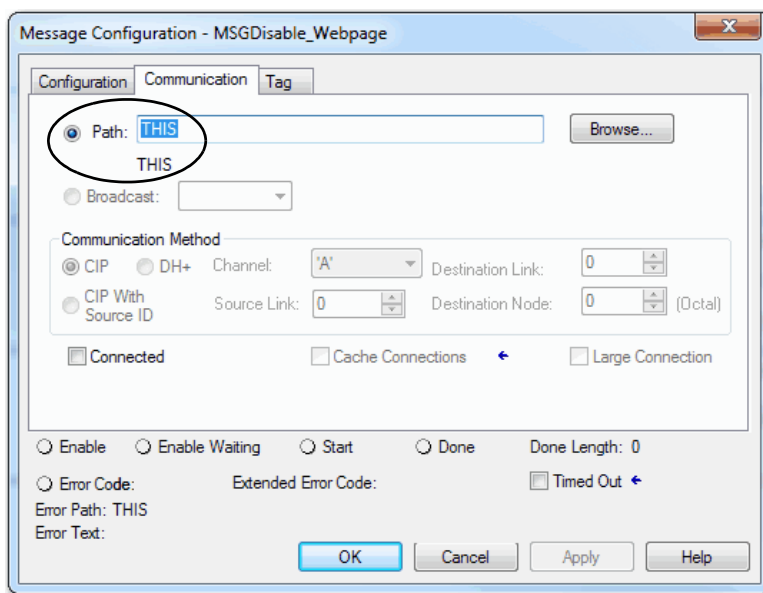 Message Configuration - MSGDisable_Webpage
Configuration Communication Tag
Path: THIS Browse...
THIS
Broadcast:
Communication Method
CIP DH+ Channel: 'A' Destination Link: 0
CIP With Source ID Source Link: 0 Destination Node: 0 (Octal)
Connected Cache Connections Large Connection
Enable Enable Waiting Start Done Done Length: 0
Error Code: Extended Error Code: Timed Out
Error Path: THIS
Error Text:
OK Cancel Apply Help